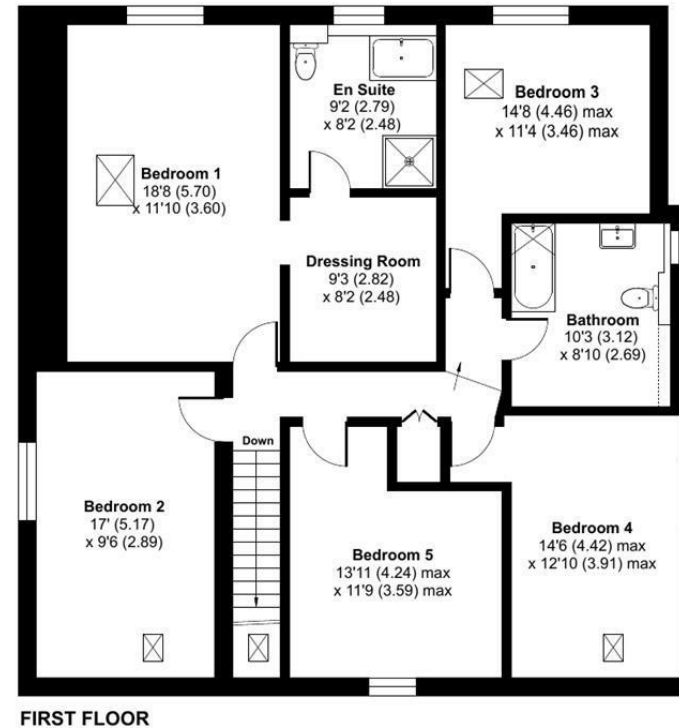 En Suite
9'2 (2.79)
x 8'2 (2.48)
Bedroom 3
14'8 (4.46) max
x 11'4 (3.46) max
Bedroom 1
18'8 (5.70)
x 11'10 (3.60)
Dressing Room
9'3 (2.82)
x 8'2 (2.48)
Bathroom
10'3 (3.12)
x 8'10 (2.69)
Down
Bedroom 2
17' (5.17)
x 9'6 (2.89)
Bedroom 5
13'11 (4.24) max
x 11'9 (3.59) max
Bedroom 4
14'6 (4.42) max
x 12'10 (3.91) max
FIRST FLOOR